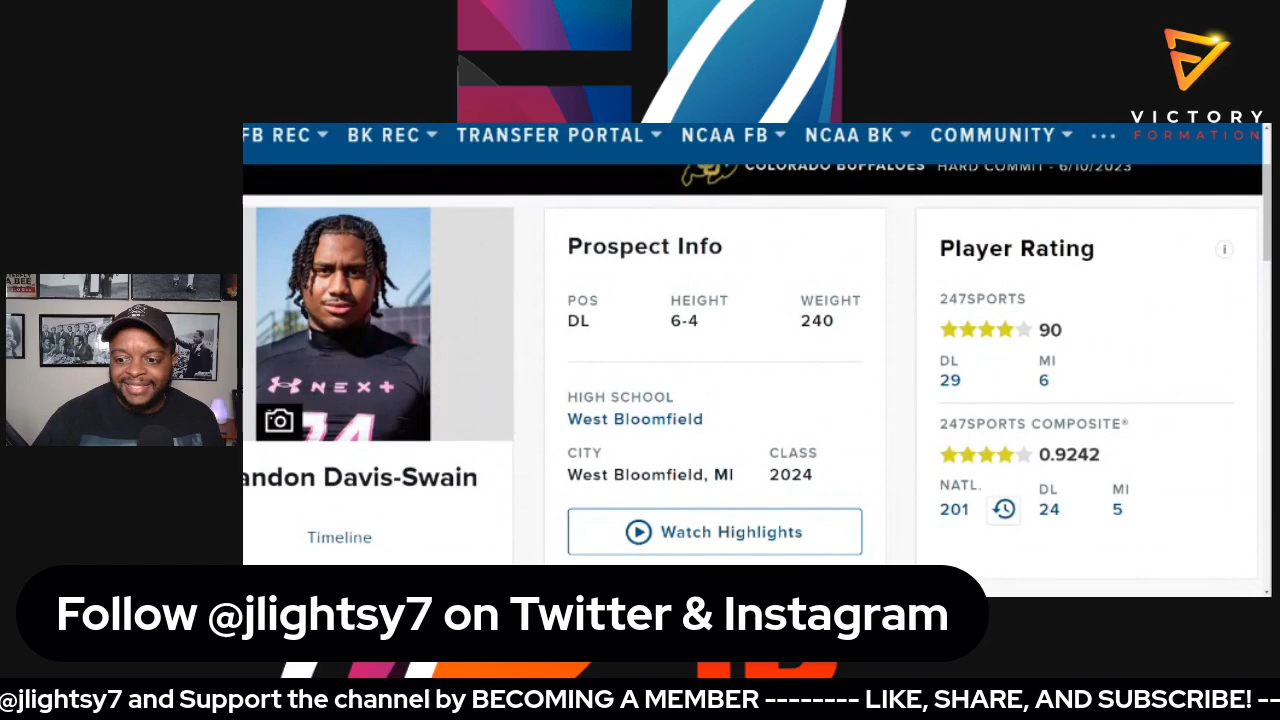 VICTORY
FORMATION
FB REC BK REC TRANSFER PORTAL NCAA FB NCAA BK COMMUNITY ...
COLORADO BUFFALOES HARD COMMIT - 6/10/2023
NEXT
74
andon Davis-Swain
Timeline
Prospect Info
POS HEIGHT WEIGHT
DL 6-4 240
HIGH SCHOOL
West Bloomfield
CITY CLASS
West Bloomfield, MI 2024
Watch Highlights
Player Rating
i
247SPORTS
90
DL MI
29 6
247SPORTS COMPOSITE®
0.9242
NATL. DL MI
201 24 5
Follow @jlightsy7 on Twitter & Instagram
@jlightsy7 and Support the channel by BECOMING A MEMBER -------- LIKE, SHARE, AND SUBSCRIBE! --